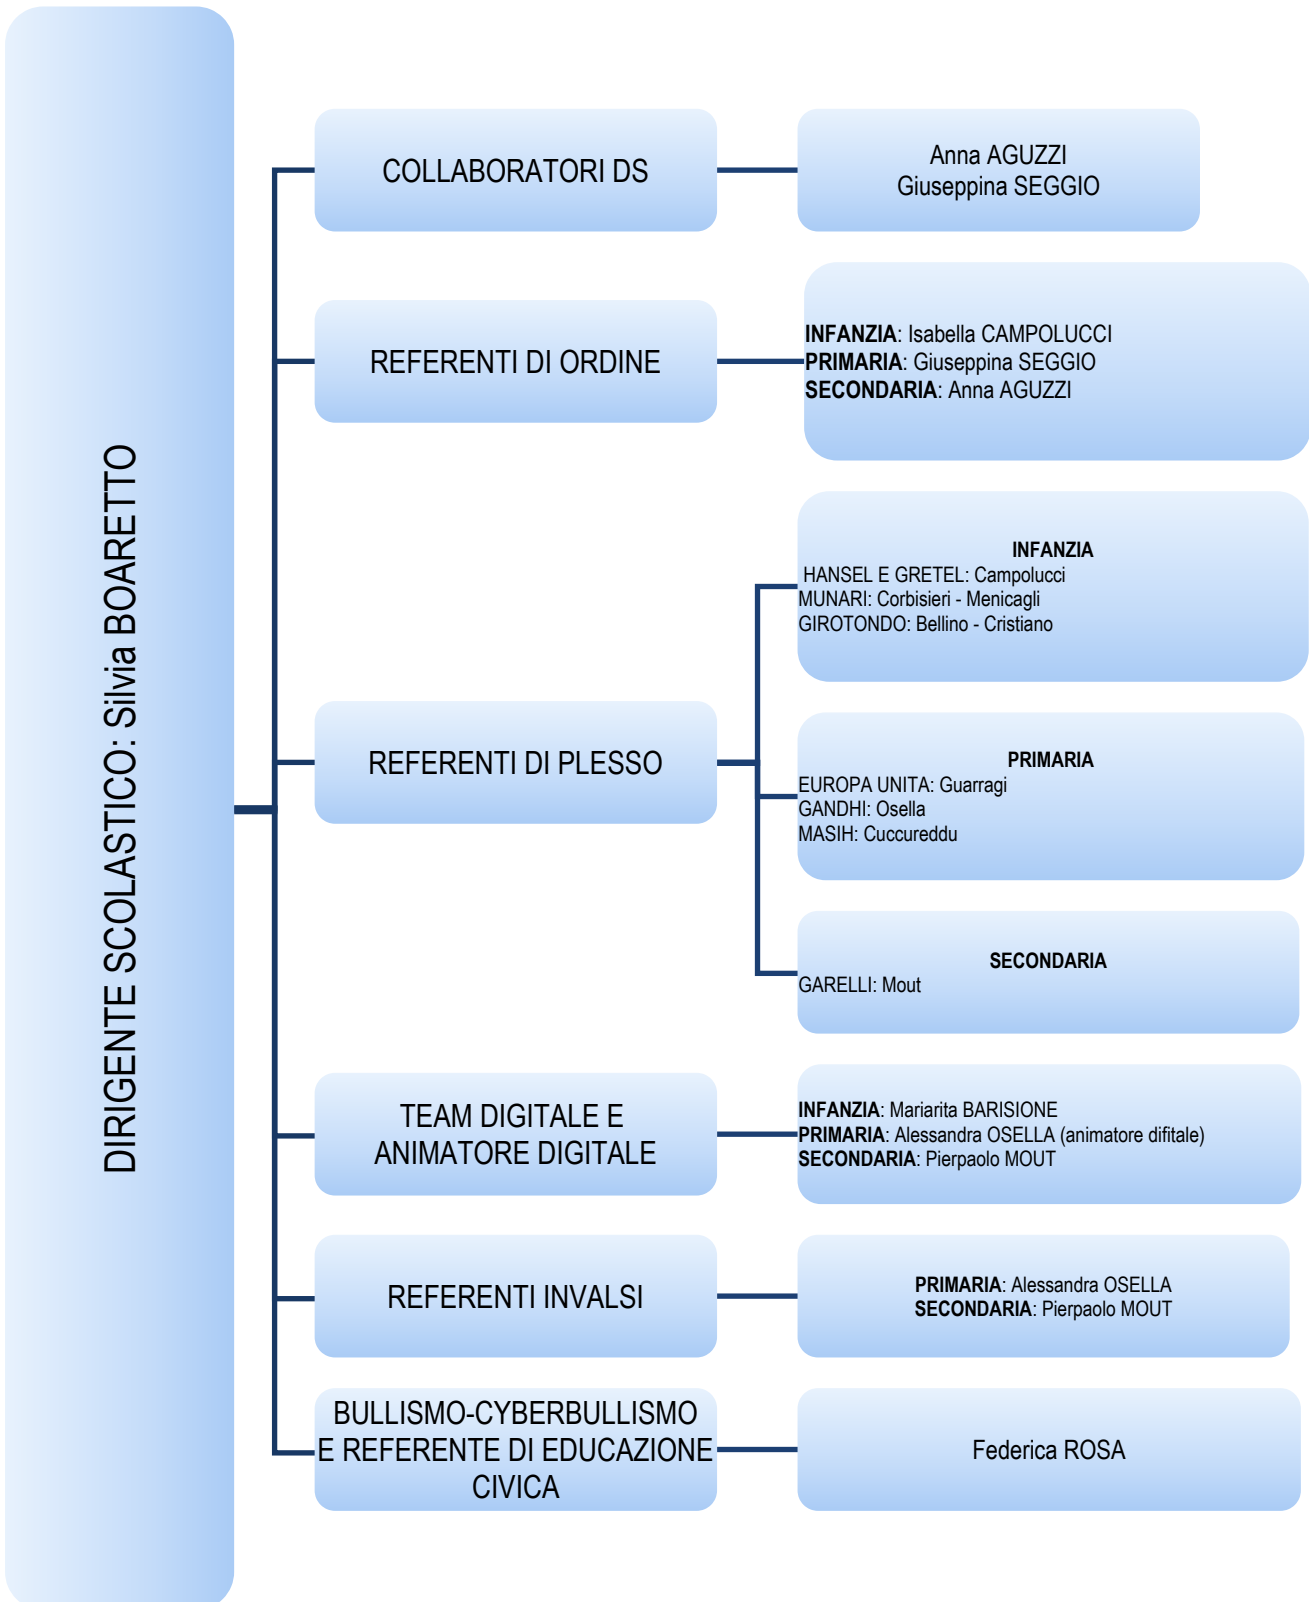 DIRIGENTE SCOLASTICO: Silvia BOARETTO
COLLABORATORI DS
Anna AGUZZI
Giuseppina SEGGIO
REFERENTI DI ORDINE
INFANZIA: Isabella CAMPOLUCCI
PRIMARIA: Giuseppina SEGGIO
SECONDARIA: Anna AGUZZI
REFERENTI DI PLESSO
INFANZIA
HANSEL E GRETEL: Campolucci
MUNARI: Corbisieri - Menicagli
GIROTONDO: Bellino - Cristiano
PRIMARIA
EUROPA UNITA: Guarragi
GANDHI: Osella
MASIH: Cuccureddu
SECONDARIA
GARELLI: Mout
TEAM DIGITALE E
ANIMATORE DIGITALE
INFANZIA: Mariarita BARISIONE
PRIMARIA: Alessandra OSELLA (animatore difitale)
SECONDARIA: Pierpaolo MOUT
REFERENTI INVALSI
PRIMARIA: Alessandra OSELLA
SECONDARIA: Pierpaolo MOUT
BULLISMO-CYBERBULLISMO
E REFERENTE DI EDUCAZIONE
CIVICA
Federica ROSA